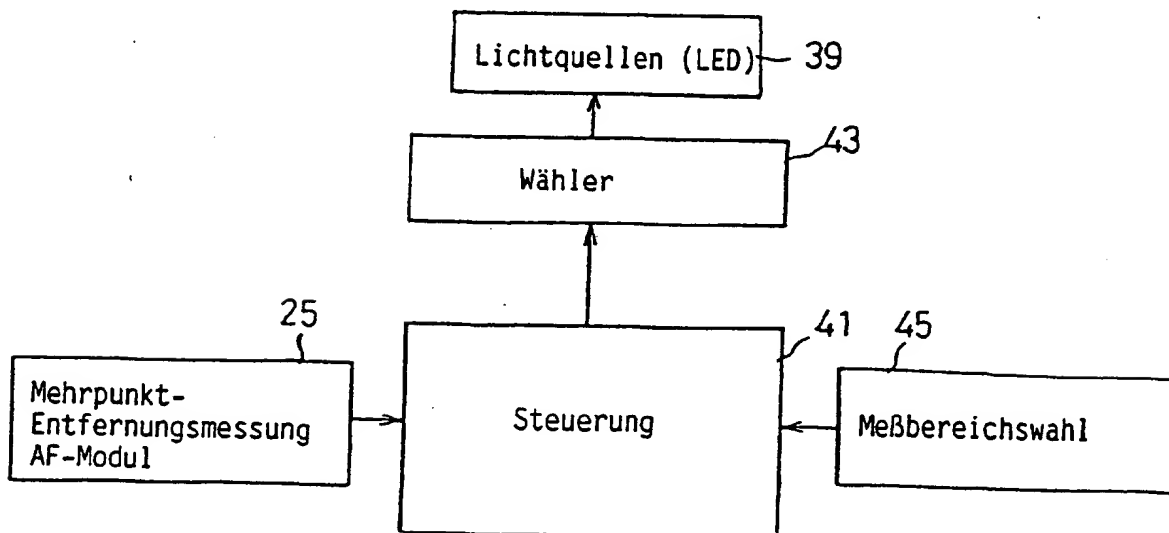 Lichtquellen (LED)
39
43
Wähler
25
41
45
Mehrpunkt-
Entfernungsmessung
AF-Modul
Steuerung
Meßbereichswahl